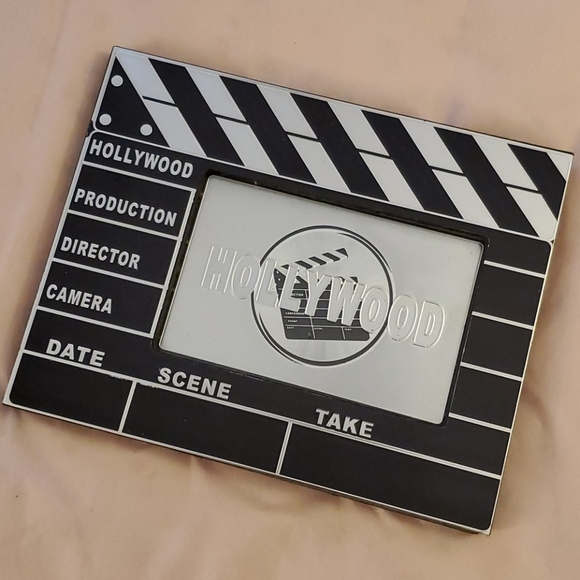 HOLLYWOOD
PRODUCTION
DIRECTOR
CAMERA
HOLLYWOOD
DATE SCENE TAKE